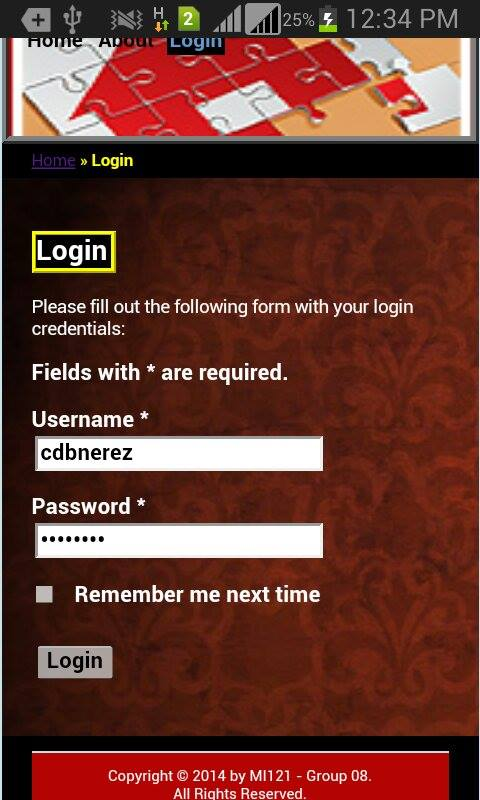 H 2 25% 12:34 PM
Home About Login
Home » Login
Login
Please fill out the following form with your login
credentials:
Fields with * are required.
Username *
cdbnerez
Password *
••••••••
Remember me next time
Login
Copyright © 2014 by MI121 - Group 08.
All Rights Reserved.